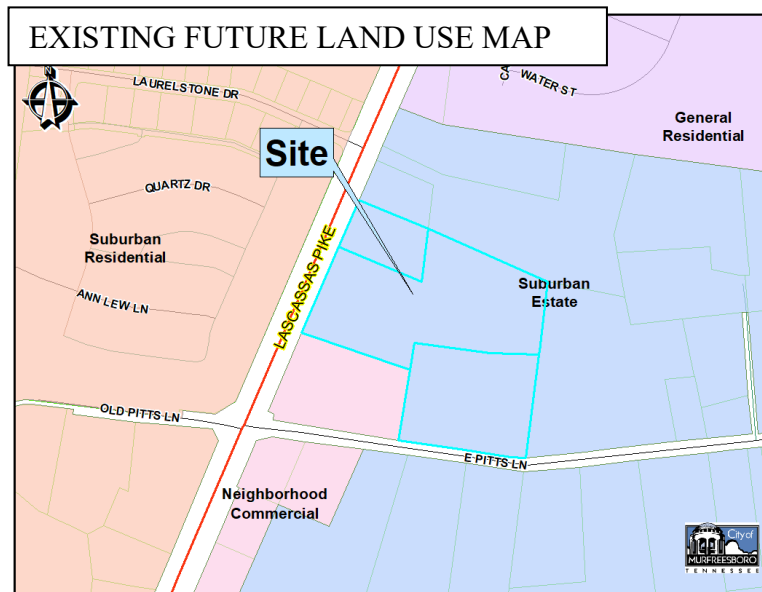 EXISTING FUTURE LAND USE MAP
LAURELSTONE DR
WATER ST
CA
General
Residential
Site
QUARTZ DR
Suburban
Residential
ANN LEW LN
LASCASSAS PIKE
Suburban
Estate
OLD PITTS LN
E PITTS LN
Neighborhood
Commercial
City of
MURFREESBORO
TENNESSEE